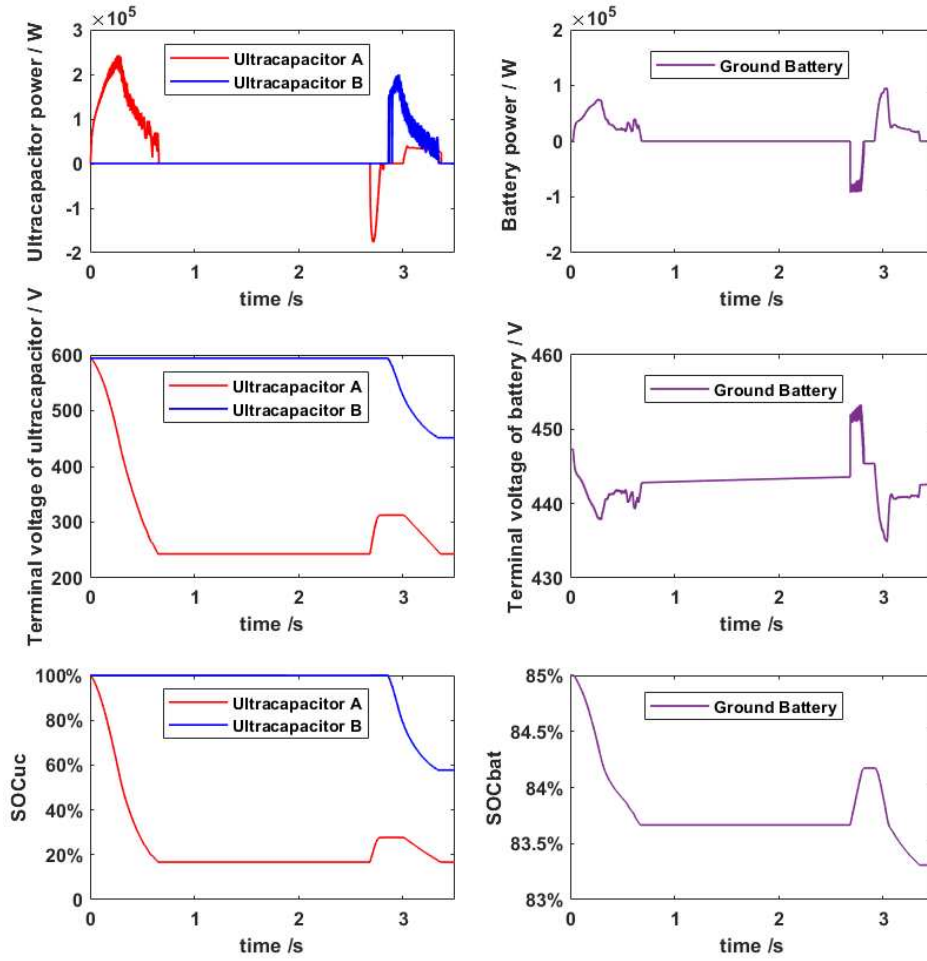 ×10⁵
3
2
1
0
-1
-2
Ultracapacitor power / W
Ultracapacitor A
Ultracapacitor B
0 1 2 3
time /s
×10⁵
2
1
0
-1
-2
Battery power / W
Ground Battery
0 1 2 3
time /s
600
500
400
300
200
Terminal voltage of ultracapacitor / V
Ultracapacitor A
Ultracapacitor B
0 1 2 3
time /s
460
450
440
430
Terminal voltage of battery / V
Ground Battery
0 1 2 3
time /s
100%
80%
60%
40%
20%
0
SOCuc
Ultracapacitor A
Ultracapacitor B
0 1 2 3
time /s
85%
84.5%
84%
83.5%
83%
SOCbat
Ground Battery
0 1 2 3
time /s